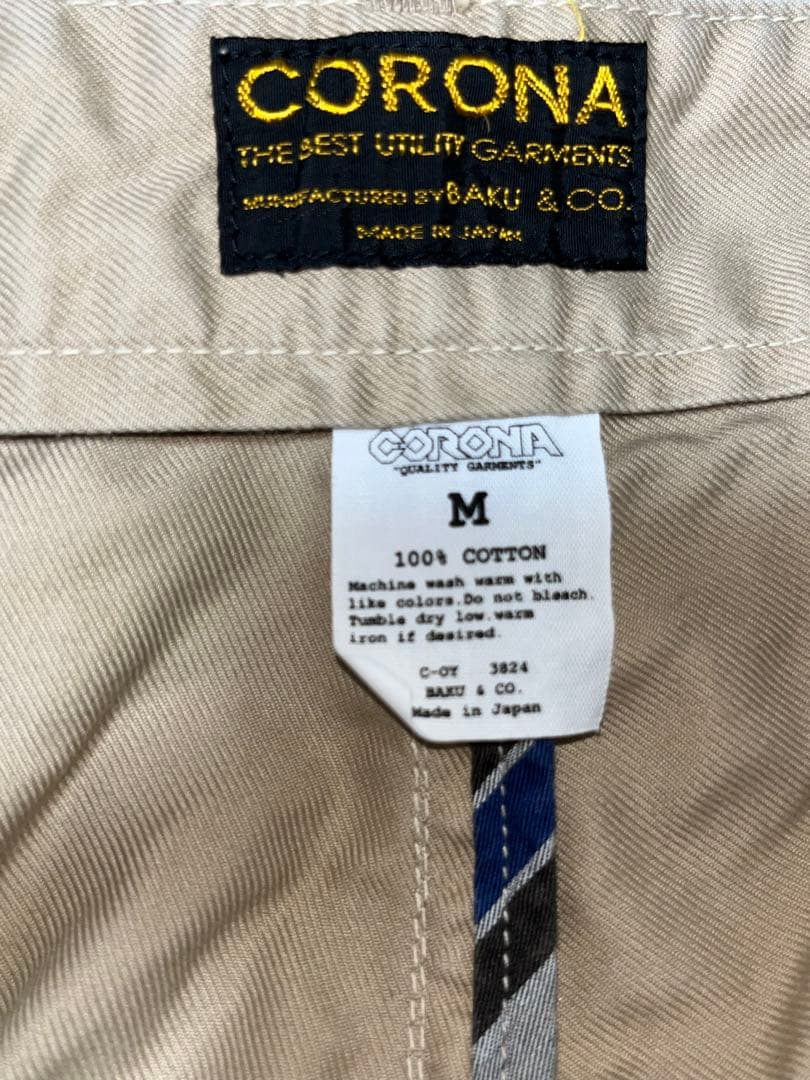 CORONA
THE BEST UTILITY GARMENTS
MUNIFACTURED BY BAKU & CO.
MADE IN JAPAN
CORONA
"QUALITY GARMENTS"
M
100% COTTON
Machine wash warm with
like colors.Do not bleach.
Tumble dry low.warm
iron if desired.
C-OY 3824
BAKU & CO.
Made in Japan